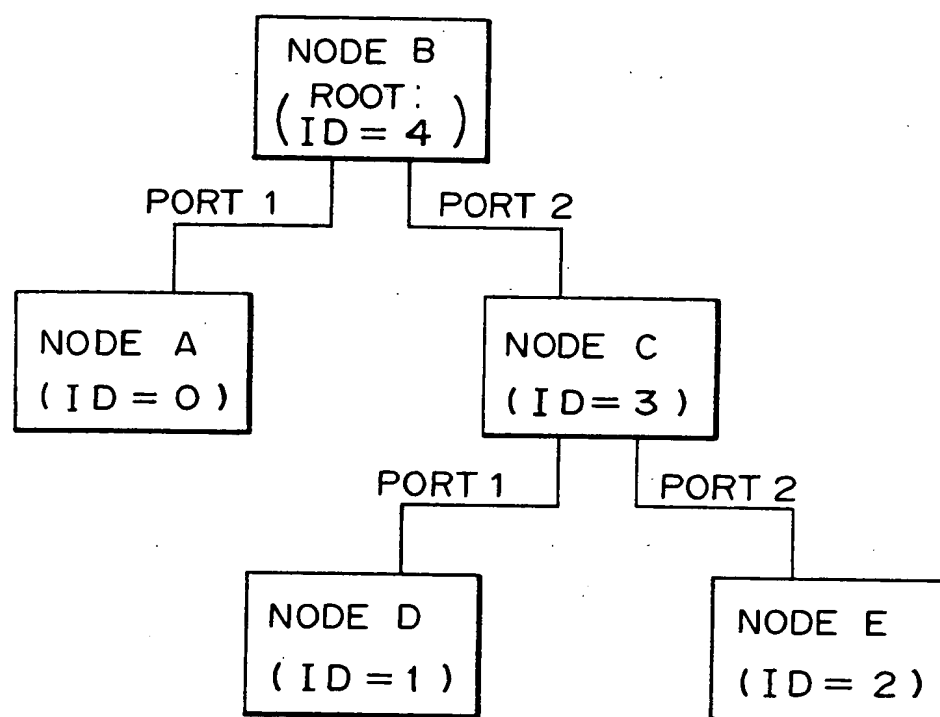 NODE B
( ROOT:
ID = 4 )
PORT 1
PORT 2
NODE A
( ID = 0 )
NODE C
( ID = 3 )
PORT 1
PORT 2
NODE D
( ID = 1 )
NODE E
( ID = 2 )